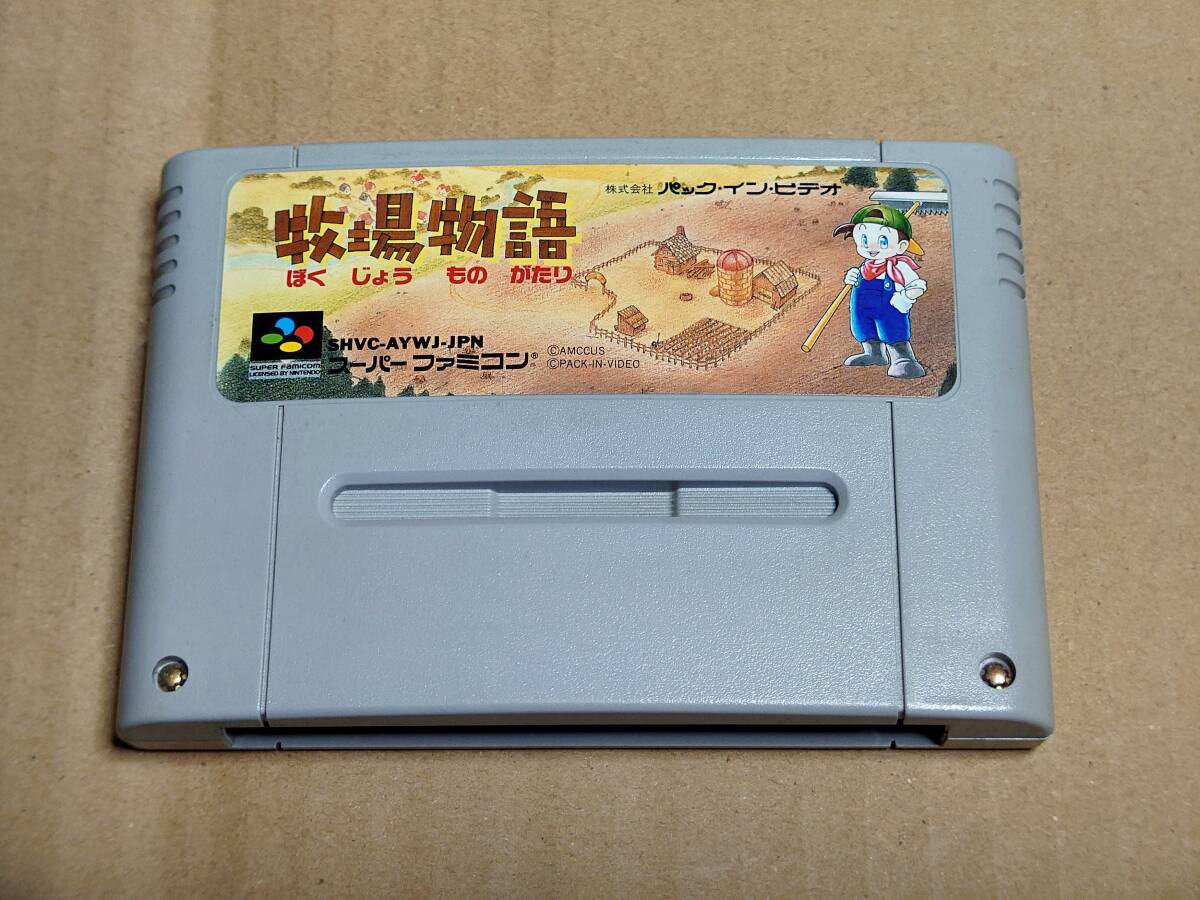 株式会社 パック・イン・ビデオ
牧場物語
ぼく じょう もの がたり
SHVC-AYWJ-JPN
スーパーファミコン®
SUPER FAMICOM
LICENSED BY NINTENDO
©AMCCUS
©PACK-IN-VIDEO